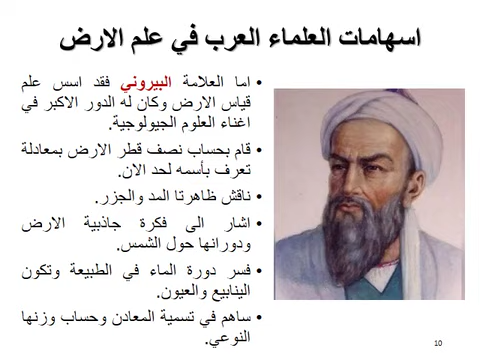 اسهامات العلماء العرب في علم الارض
• اما العلامة البيروني فقد اسس علم
قياس الارض وكان له الدور الاكبر في
اغناء العلوم الجيولوجية.
• قام بحساب نصف قطر الارض بمعادلة
تعرف بأسمه لحد الان.
• ناقش ظاهرتا المد والجزر.
• اشار الى فكرة جاذبية الارض
ودورانها حول الشمس.
• فسر دورة الماء في الطبيعة وتكون
الينابيع والعيون.
• ساهم في تسمية المعادن وحساب وزنها
النوعي.
10